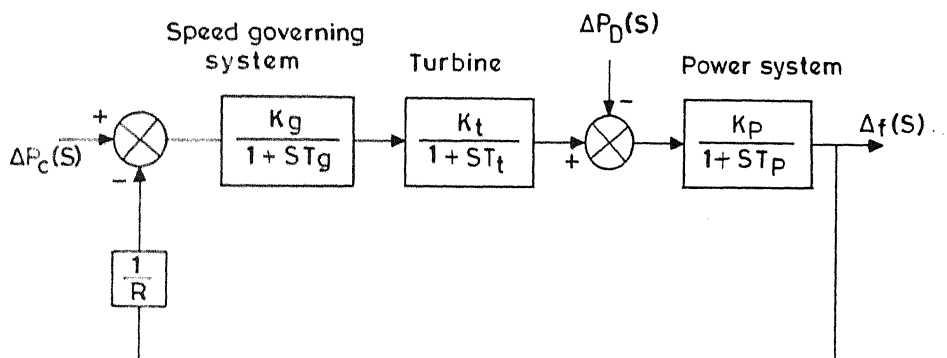 Speed governing
system
Turbine
ΔP_D(S)
Power system
+
ΔP_c(S)
−
Kg
1 + STg
Kt
1 + STt
+
−
Kp
1 + STp
Δf(S)
1
R